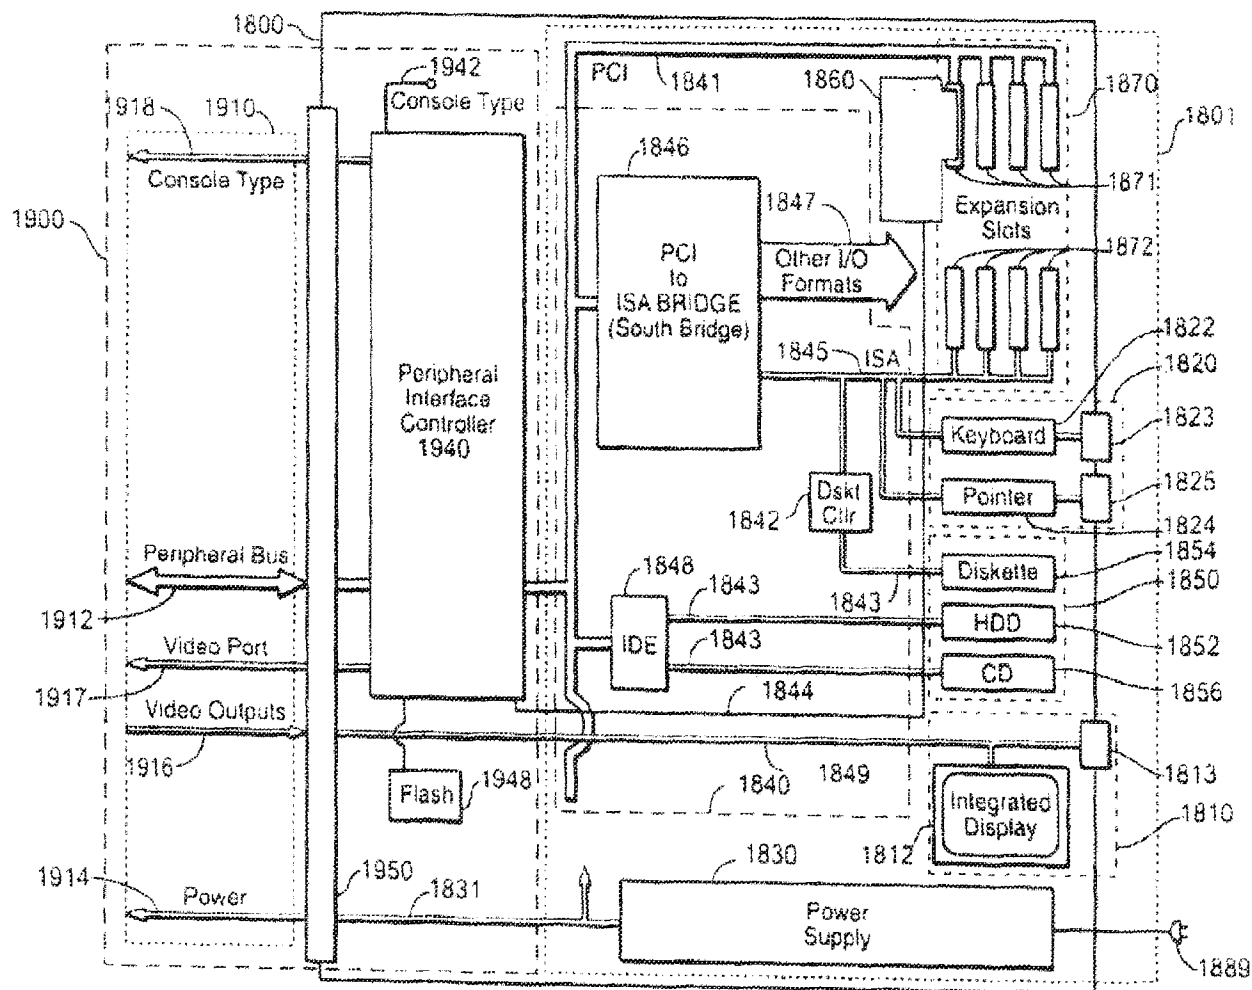 1800
1942
Console Type
1918
1910
Console Type
1900
PCI
1841
1860
1870
1801
1846
1847
1871
Expansion
Slots
PCI
to
ISA BRIDGE
(South Bridge)
Other I/O
Formats
1872
1845
ISA
1822
1820
1823
Keyboard
Peripheral
Interface
Controller
1940
Dskt
Cllr
1842
Pointer
1825
1824
Peripheral Bus
1912
1848
1843
1843
Diskette
1854
1850
IDE
1843
HDD
1852
CD
1856
Video Port
1917
1844
Video Outputs
1916
1849
1813
Flash
1948
1840
Integrated
Display
1812
1810
1914
Power
1950
1831
1830
Power
Supply
1889